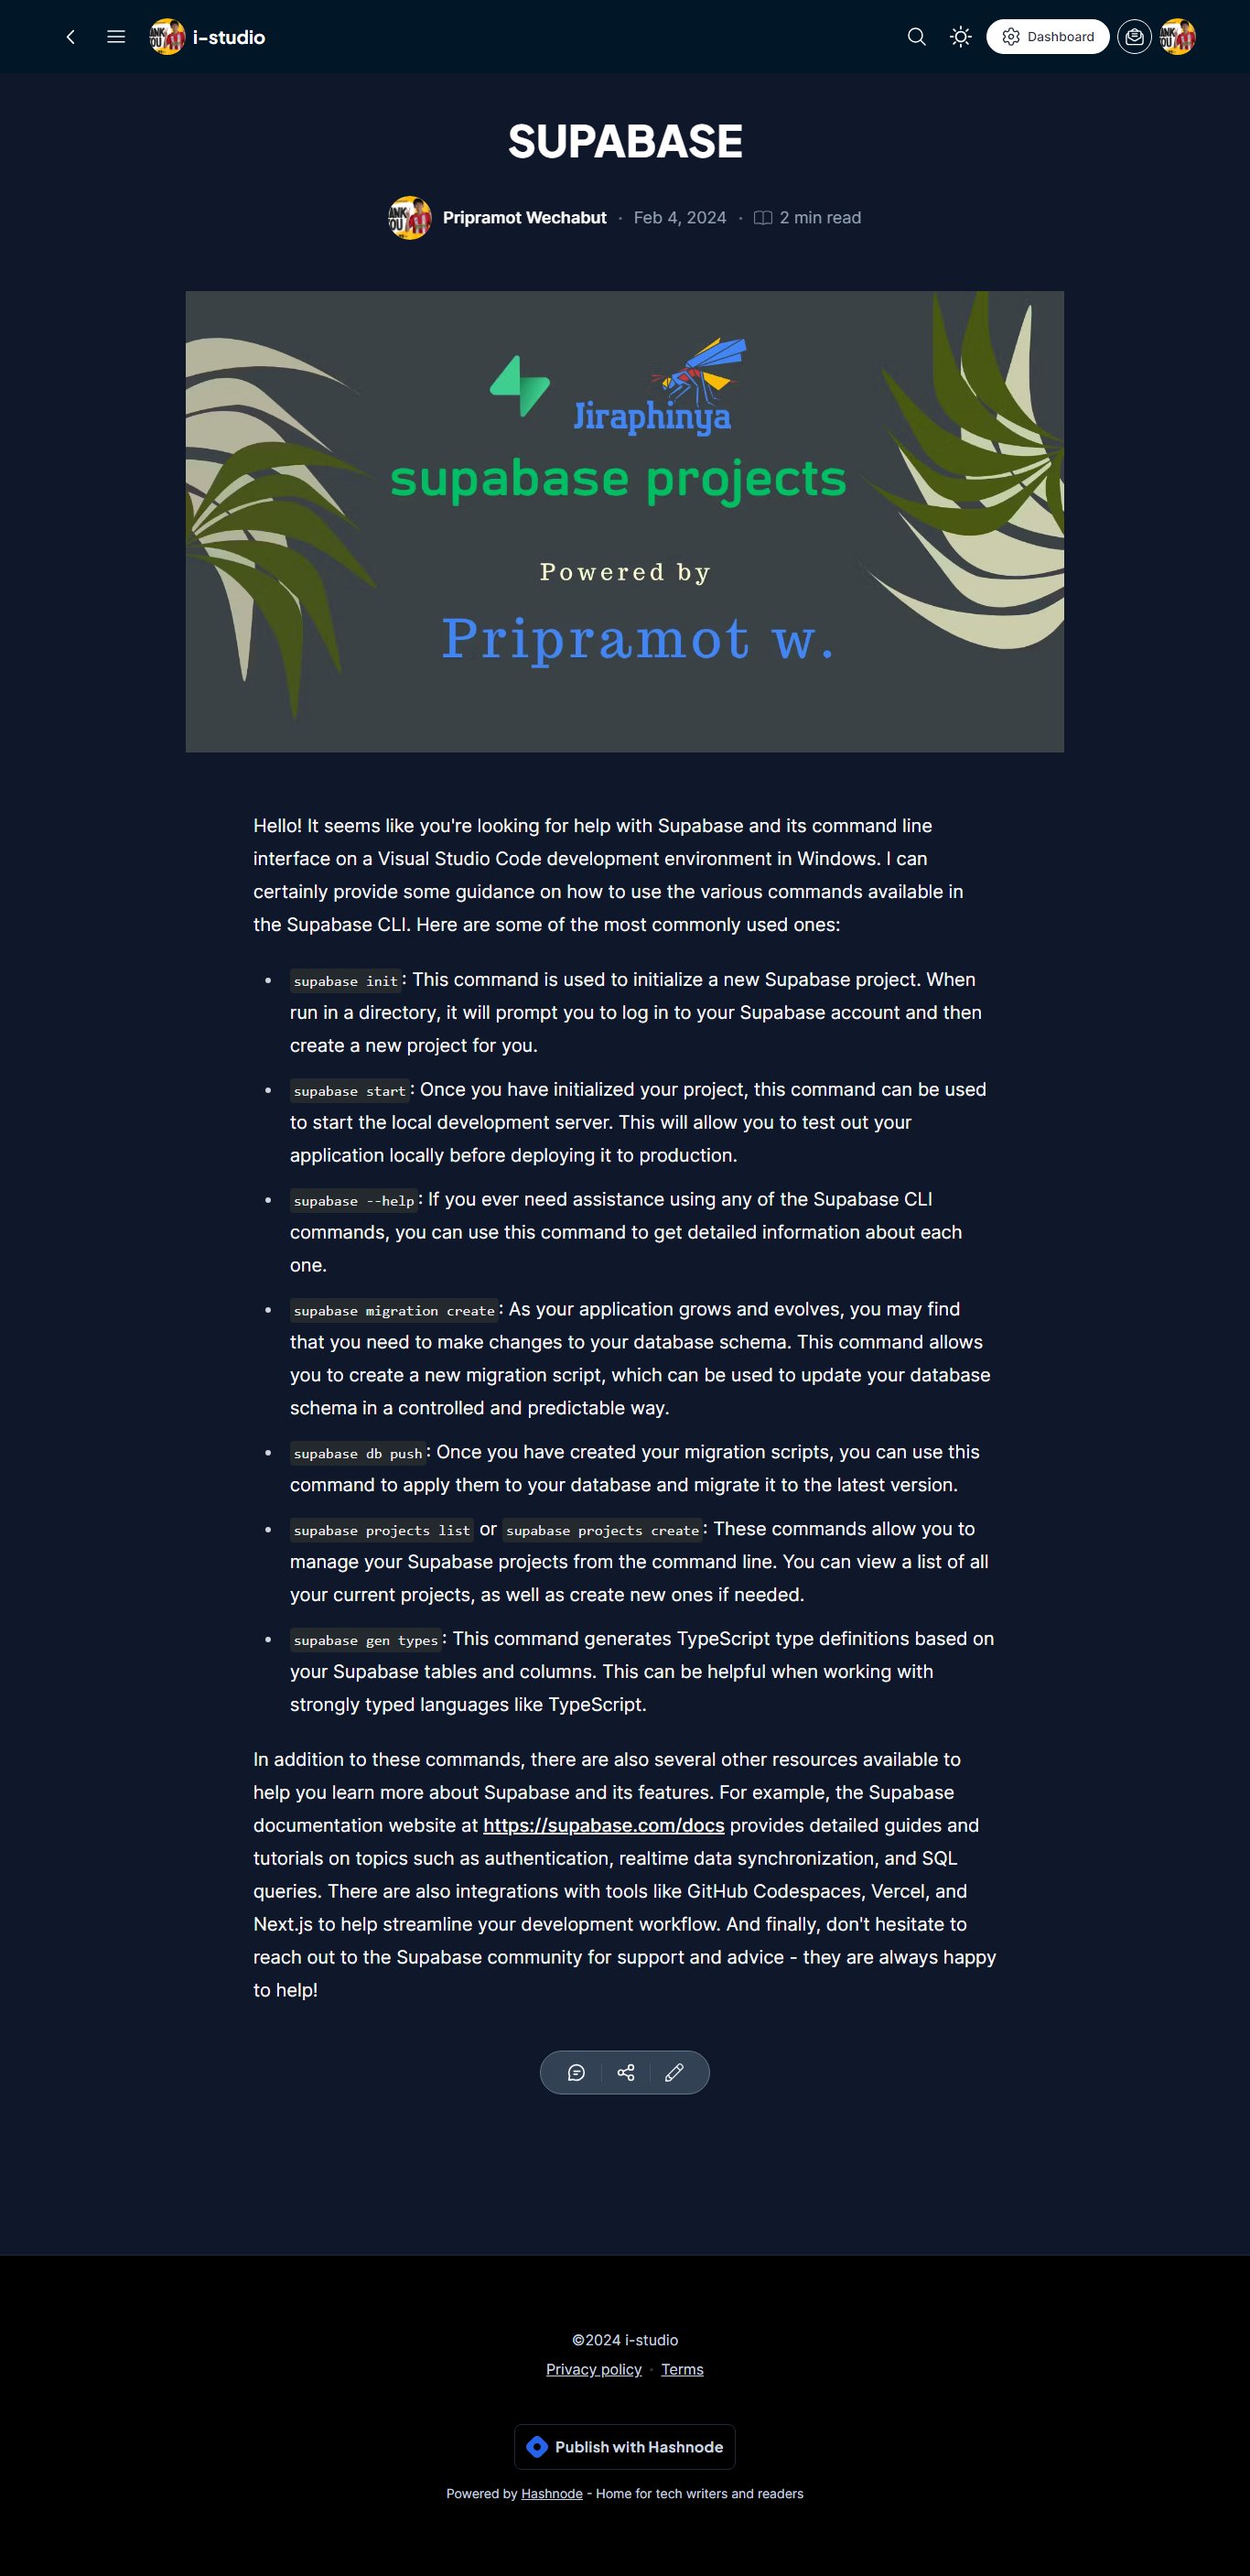 i-studio
Dashboard
SUPABASE
Pripramot Wechabut · Feb 4, 2024 · 2 min read
Jiraphinya
supabase projects
Powered by
Pripramot w.
Hello! It seems like you're looking for help with Supabase and its command line
interface on a Visual Studio Code development environment in Windows. I can
certainly provide some guidance on how to use the various commands available in
the Supabase CLI. Here are some of the most commonly used ones:
• supabase init: This command is used to initialize a new Supabase project. When
run in a directory, it will prompt you to log in to your Supabase account and then
create a new project for you.
• supabase start: Once you have initialized your project, this command can be used
to start the local development server. This will allow you to test out your
application locally before deploying it to production.
• supabase --help: If you ever need assistance using any of the Supabase CLI
commands, you can use this command to get detailed information about each
one.
• supabase migration create: As your application grows and evolves, you may find
that you need to make changes to your database schema. This command allows
you to create a new migration script, which can be used to update your database
schema in a controlled and predictable way.
• supabase db push: Once you have created your migration scripts, you can use this
command to apply them to your database and migrate it to the latest version.
• supabase projects list or supabase projects create: These commands allow you to
manage your Supabase projects from the command line. You can view a list of all
your current projects, as well as create new ones if needed.
• supabase gen types: This command generates TypeScript type definitions based on
your Supabase tables and columns. This can be helpful when working with
strongly typed languages like TypeScript.
In addition to these commands, there are also several other resources available to
help you learn more about Supabase and its features. For example, the Supabase
documentation website at https://supabase.com/docs provides detailed guides and
tutorials on topics such as authentication, realtime data synchronization, and SQL
queries. There are also integrations with tools like GitHub Codespaces, Vercel, and
Next.js to help streamline your development workflow. And finally, don't hesitate to
reach out to the Supabase community for support and advice - they are always happy
to help!
©2024 i-studio
Privacy policy · Terms
Publish with Hashnode
Powered by Hashnode - Home for tech writers and readers